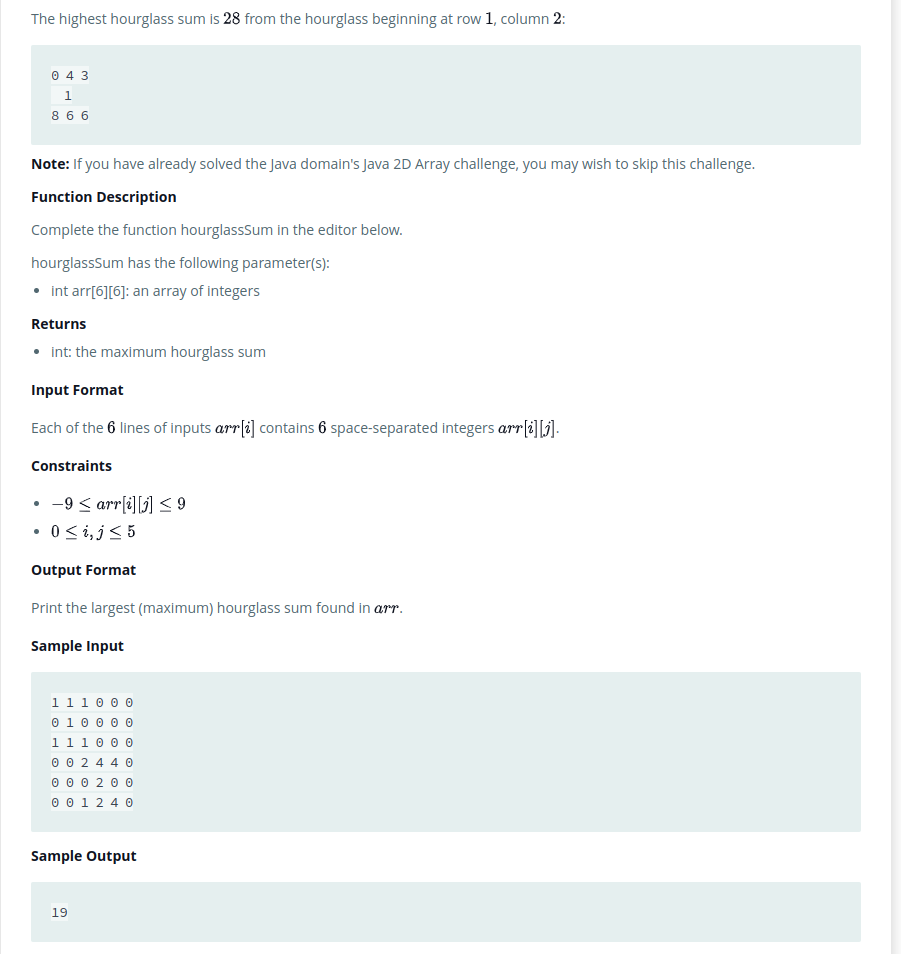 The highest hourglass sum is 28 from the hourglass beginning at row 1, column 2:
0 4 3
  1
8 6 6
Note: If you have already solved the Java domain's Java 2D Array challenge, you may wish to skip this challenge.
Function Description
Complete the function hourglassSum in the editor below.
hourglassSum has the following parameter(s):
• int arr[6][6]: an array of integers
Returns
• int: the maximum hourglass sum
Input Format
Each of the 6 lines of inputs arr[i] contains 6 space-separated integers arr[i][j].
Constraints
• −9 ≤ arr[i][j] ≤ 9
• 0 ≤ i, j ≤ 5
Output Format
Print the largest (maximum) hourglass sum found in arr.
Sample Input
1 1 1 0 0 0
0 1 0 0 0 0
1 1 1 0 0 0
0 0 2 4 4 0
0 0 0 2 0 0
0 0 1 2 4 0
Sample Output
19